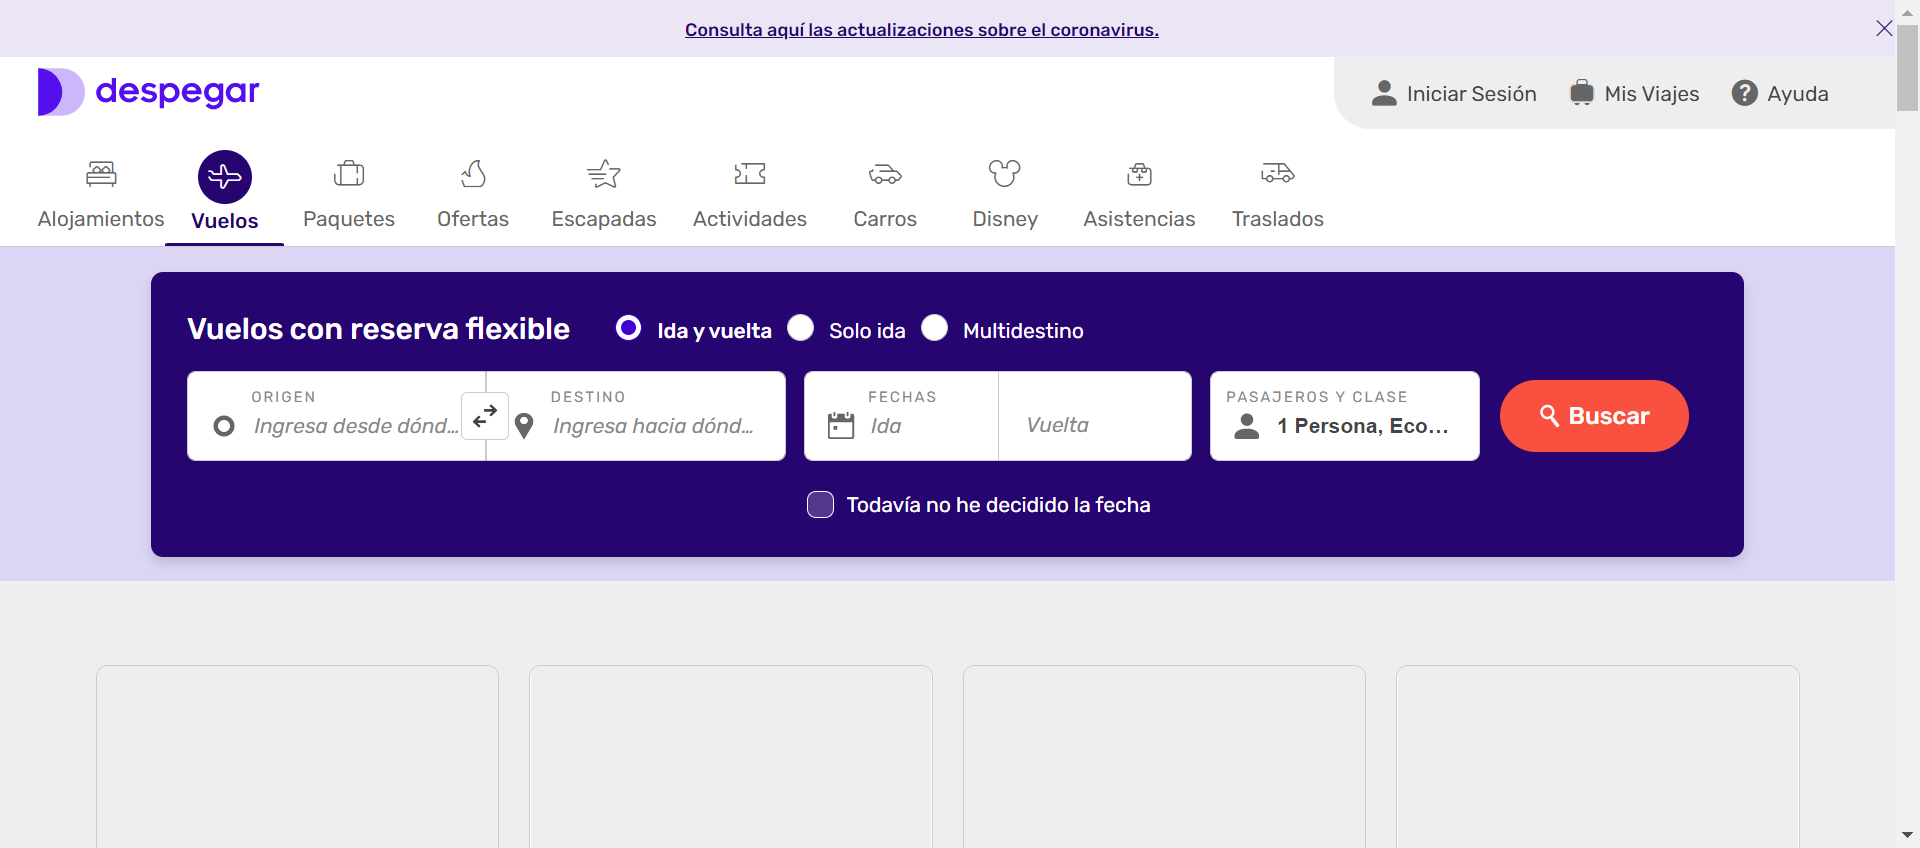 Consulta aquí las actualizaciones sobre el coronavirus.
despegar
Iniciar Sesión
Mis Viajes
Ayuda
Alojamientos
Vuelos
Paquetes
Ofertas
Escapadas
Actividades
Carros
Disney
Asistencias
Traslados
Vuelos con reserva flexible
Ida y vuelta
Solo ida
Multidestino
ORIGEN
Ingresa desde dónd...
DESTINO
Ingresa hacia dónd...
FECHAS
Ida
Vuelta
PASAJEROS Y CLASE
1 Persona, Eco...
Buscar
Todavía no he decidido la fecha